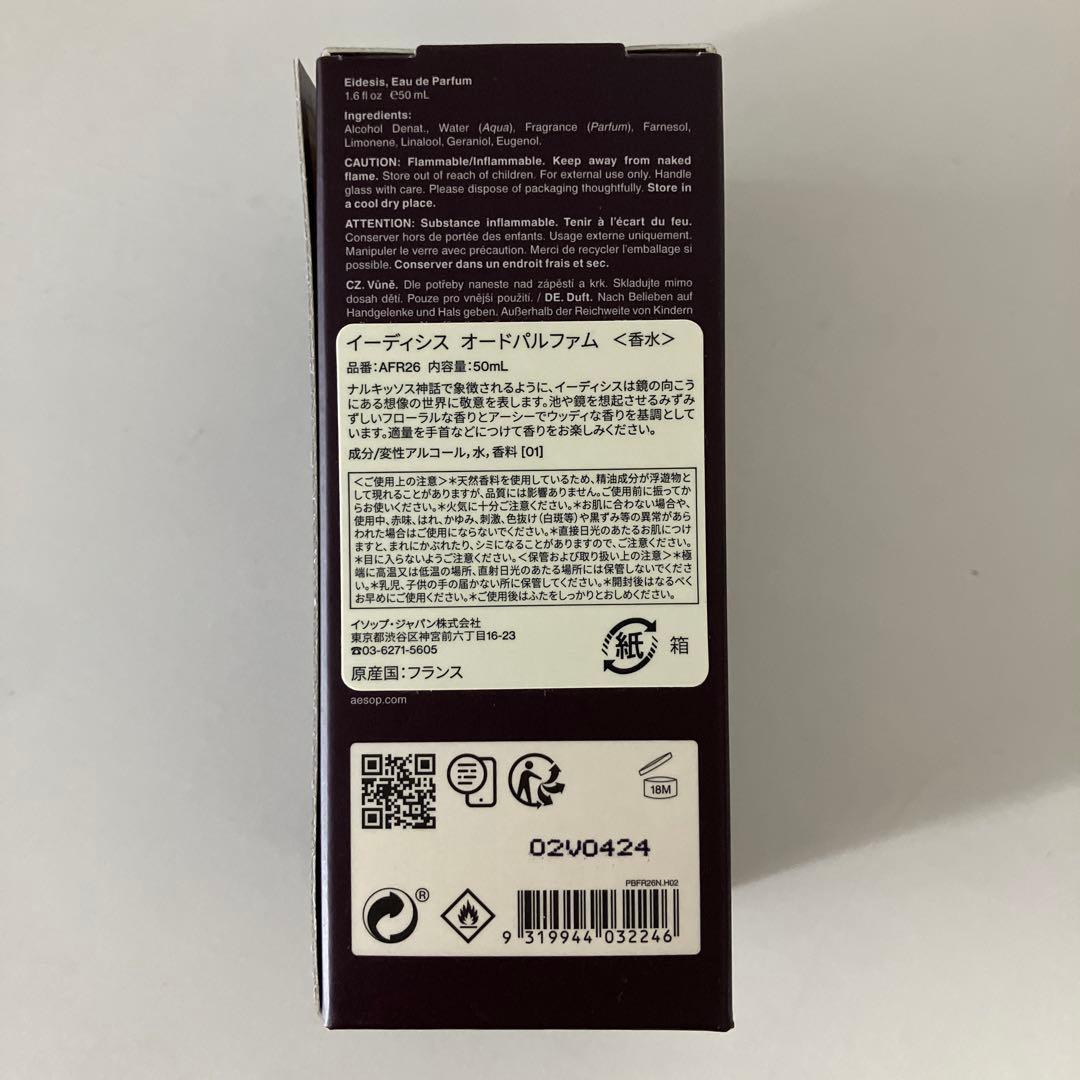 Eidesis, Eau de Parfum
1.6 fl oz ℮50 mL
Ingredients:
Alcohol Denat., Water (Aqua), Fragrance (Parfum), Farnesol,
Limonene, Linalool, Geraniol, Eugenol.
CAUTION: Flammable/Inflammable. Keep away from naked
flame. Store out of reach of children. For external use only. Handle
glass with care. Please dispose of packaging thoughtfully. Store in
a cool dry place.
ATTENTION: Substance inflammable. Tenir à l'écart du feu.
Conserver hors de portée des enfants. Usage externe uniquement.
Manipuler le verre avec précaution. Merci de recycler l'emballage si
possible. Conserver dans un endroit frais et sec.
CZ. Vůně. Dle potřeby naneste nad zápěstí a krk. Skladujte mimo
dosah dětí. Pouze pro vnější použití. / DE. Duft. Nach Belieben auf
Handgelenke und Hals geben. Außerhalb der Reichweite von Kindern
イーディシス オードパルファム <香水>
品番:AFR26 内容量:50mL
ナルキッソス神話で象徴されるように、イーディシスは鏡の向こう
にある想像の世界に敬意を表します。池や鏡を想起させるみずみ
ずしいフローラルな香りとアーシーでウッディな香りを基調として
います。適量を手首などにつけて香りをお楽しみください。
成分/変性アルコール, 水, 香料 [01]
<ご使用上の注意>*天然香料を使用しているため、精油成分が浮遊物と
して現れることがありますが、品質には影響ありません。ご使用前に振ってか
らお使いください。*火気に十分ご注意ください。*お肌に合わない場合や、
使用中、赤味、はれ、かゆみ、刺激、色抜け(白斑等)や黒ずみ等の異常があら
われた場合はご使用にならないでください。*直接日光のあたるお肌につけ
ますと、まれにかぶれたり、シミになることがありますので、ご注意ください。
*目に入らないようご注意ください。<保管および取り扱い上の注意>*極
端に高温又は低温の場所、直射日光のあたる場所には保管しないでくださ
い。*乳児、子供の手の届かない所に保管してください。*開封後はなるべく
お早めにご使用ください。*ご使用後はふたをしっかりとおしめください。
イソップ・ジャパン株式会社
東京都渋谷区神宮前六丁目16-23
☎03-6271-5605
原産国:フランス
紙 箱
aesop.com
18M
02V0424
PBFR26N.H02
®
9 319944 032246